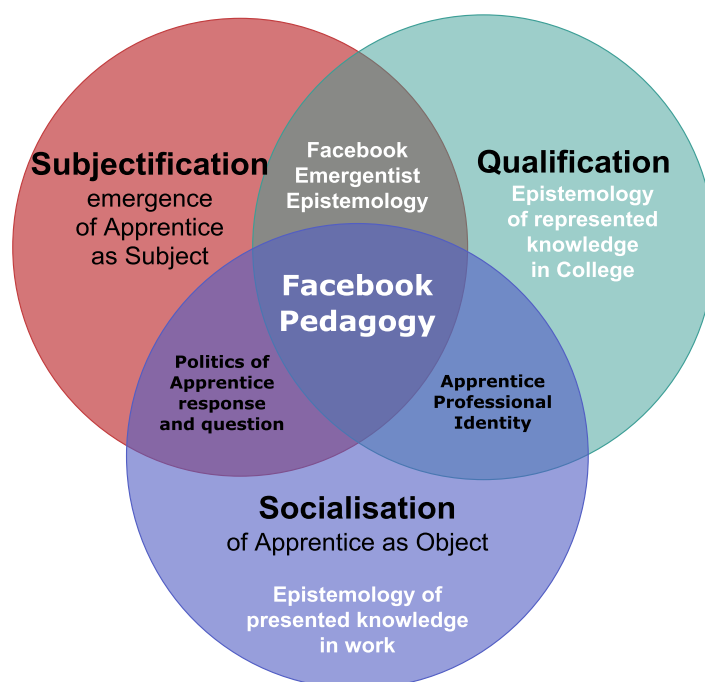 Subjectification
emergence
of Apprentice
as Subject
Facebook
Emergentist
Epistemology
Qualification
Epistemology
of represented
knowledge
in College
Facebook
Pedagogy
Politics of
Apprentice
response
and question
Apprentice
Professional
Identity
Socialisation
of Apprentice as Object
Epistemology of
presented knowledge
in work